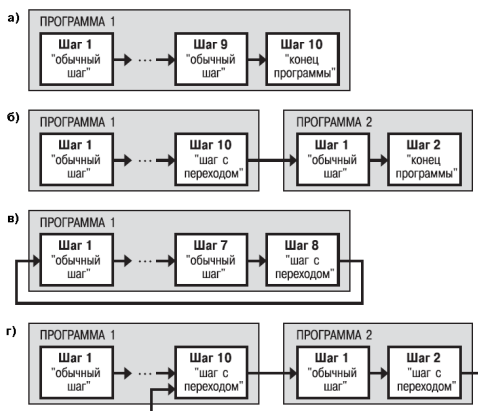 а)
ПРОГРАММА 1
Шаг 1 Шаг 9 Шаг 10
"обычный "обычный "конец
шаг" ... шаг" программы"
б)
ПРОГРАММА 1 ПРОГРАММА 2
Шаг 1 Шаг 10 Шаг 1 Шаг 2
"обычный "шаг с "обычный "конец
шаг" ... переходом" шаг" программы"
в)
ПРОГРАММА 1
Шаг 1 Шаг 7 Шаг 8
"обычный "обычный "шаг с
шаг" ... шаг" переходом"
г)
ПРОГРАММА 1 ПРОГРАММА 2
Шаг 1 Шаг 10 Шаг 1 Шаг 2
"обычный "шаг с "обычный "шаг с
шаг" ... переходом" шаг" переходом"